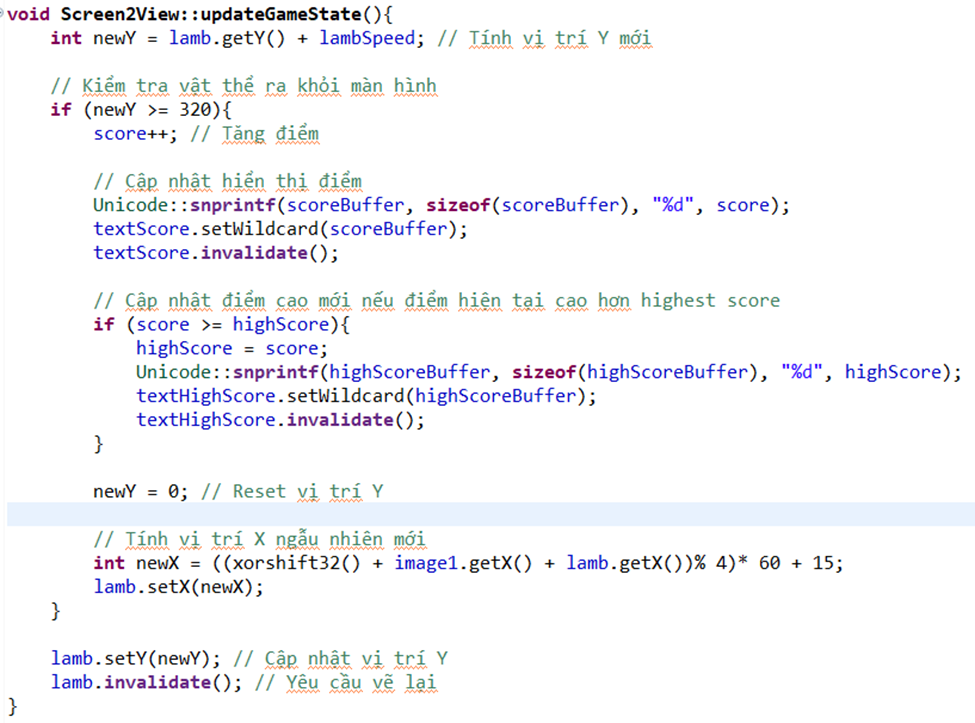 void Screen2View::updateGameState(){
    int newY = lamb.getY() + lambSpeed; // Tính vị trí Y mới

    // Kiểm tra vật thể ra khỏi màn hình
    if (newY >= 320){
        score++; // Tăng điểm

        // Cập nhật hiển thị điểm
        Unicode::snprintf(scoreBuffer, sizeof(scoreBuffer), "%d", score);
        textScore.setWildcard(scoreBuffer);
        textScore.invalidate();

        // Cập nhật điểm cao mới nếu điểm hiện tại cao hơn highest score
        if (score >= highScore){
            highScore = score;
            Unicode::snprintf(highScoreBuffer, sizeof(highScoreBuffer), "%d", highScore);
            textHighScore.setWildcard(highScoreBuffer);
            textHighScore.invalidate();
        }

        newY = 0; // Reset vị trí Y

        // Tính vị trí X ngẫu nhiên mới
        int newX = ((xorshift32() + image1.getX() + lamb.getX())% 4)* 60 + 15;
        lamb.setX(newX);
    }

    lamb.setY(newY); // Cập nhật vị trí Y
    lamb.invalidate(); // Yêu cầu vẽ lại
}